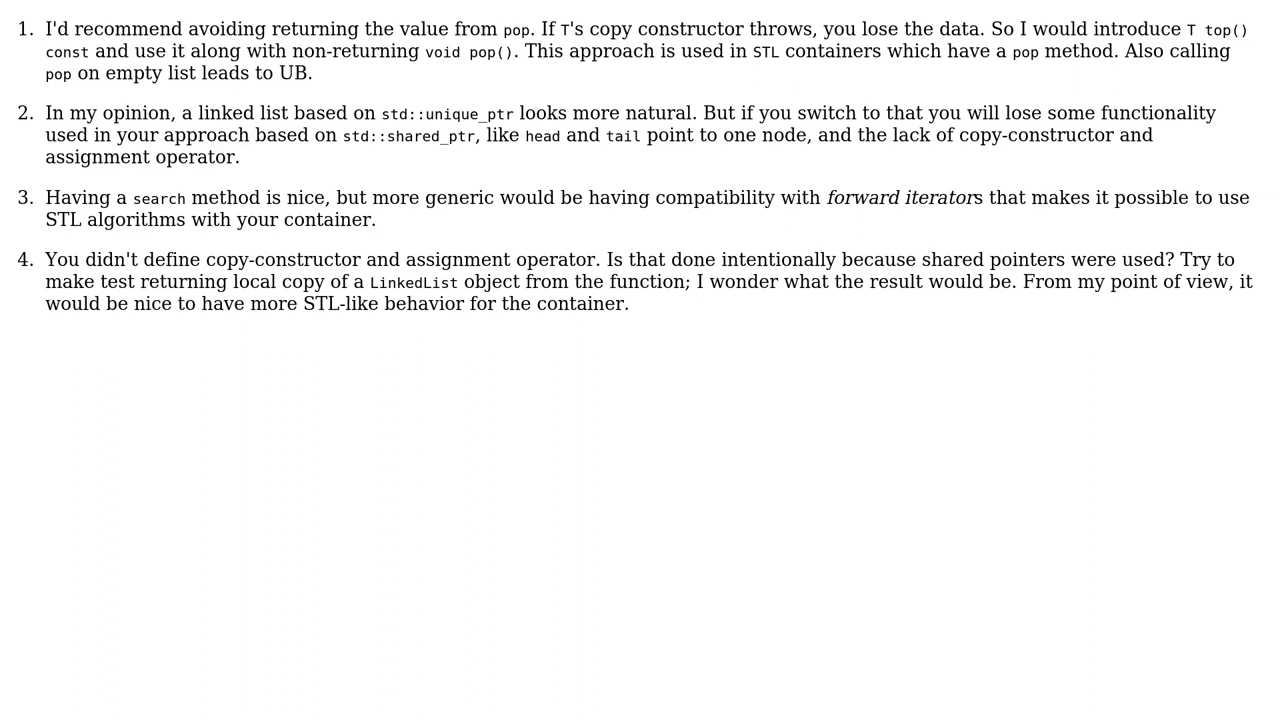 1. I'd recommend avoiding returning the value from pop. If T's copy constructor throws, you lose the data. So I would introduce T top()
const and use it along with non-returning void pop(). This approach is used in STL containers which have a pop method. Also calling
pop on empty list leads to UB.
2. In my opinion, a linked list based on std::unique_ptr looks more natural. But if you switch to that you will lose some functionality
used in your approach based on std::shared_ptr, like head and tail point to one node, and the lack of copy-constructor and
assignment operator.
3. Having a search method is nice, but more generic would be having compatibility with forward iterators that makes it possible to use
STL algorithms with your container.
4. You didn't define copy-constructor and assignment operator. Is that done intentionally because shared pointers were used? Try to
make test returning local copy of a LinkedList object from the function; I wonder what the result would be. From my point of view, it
would be nice to have more STL-like behavior for the container.